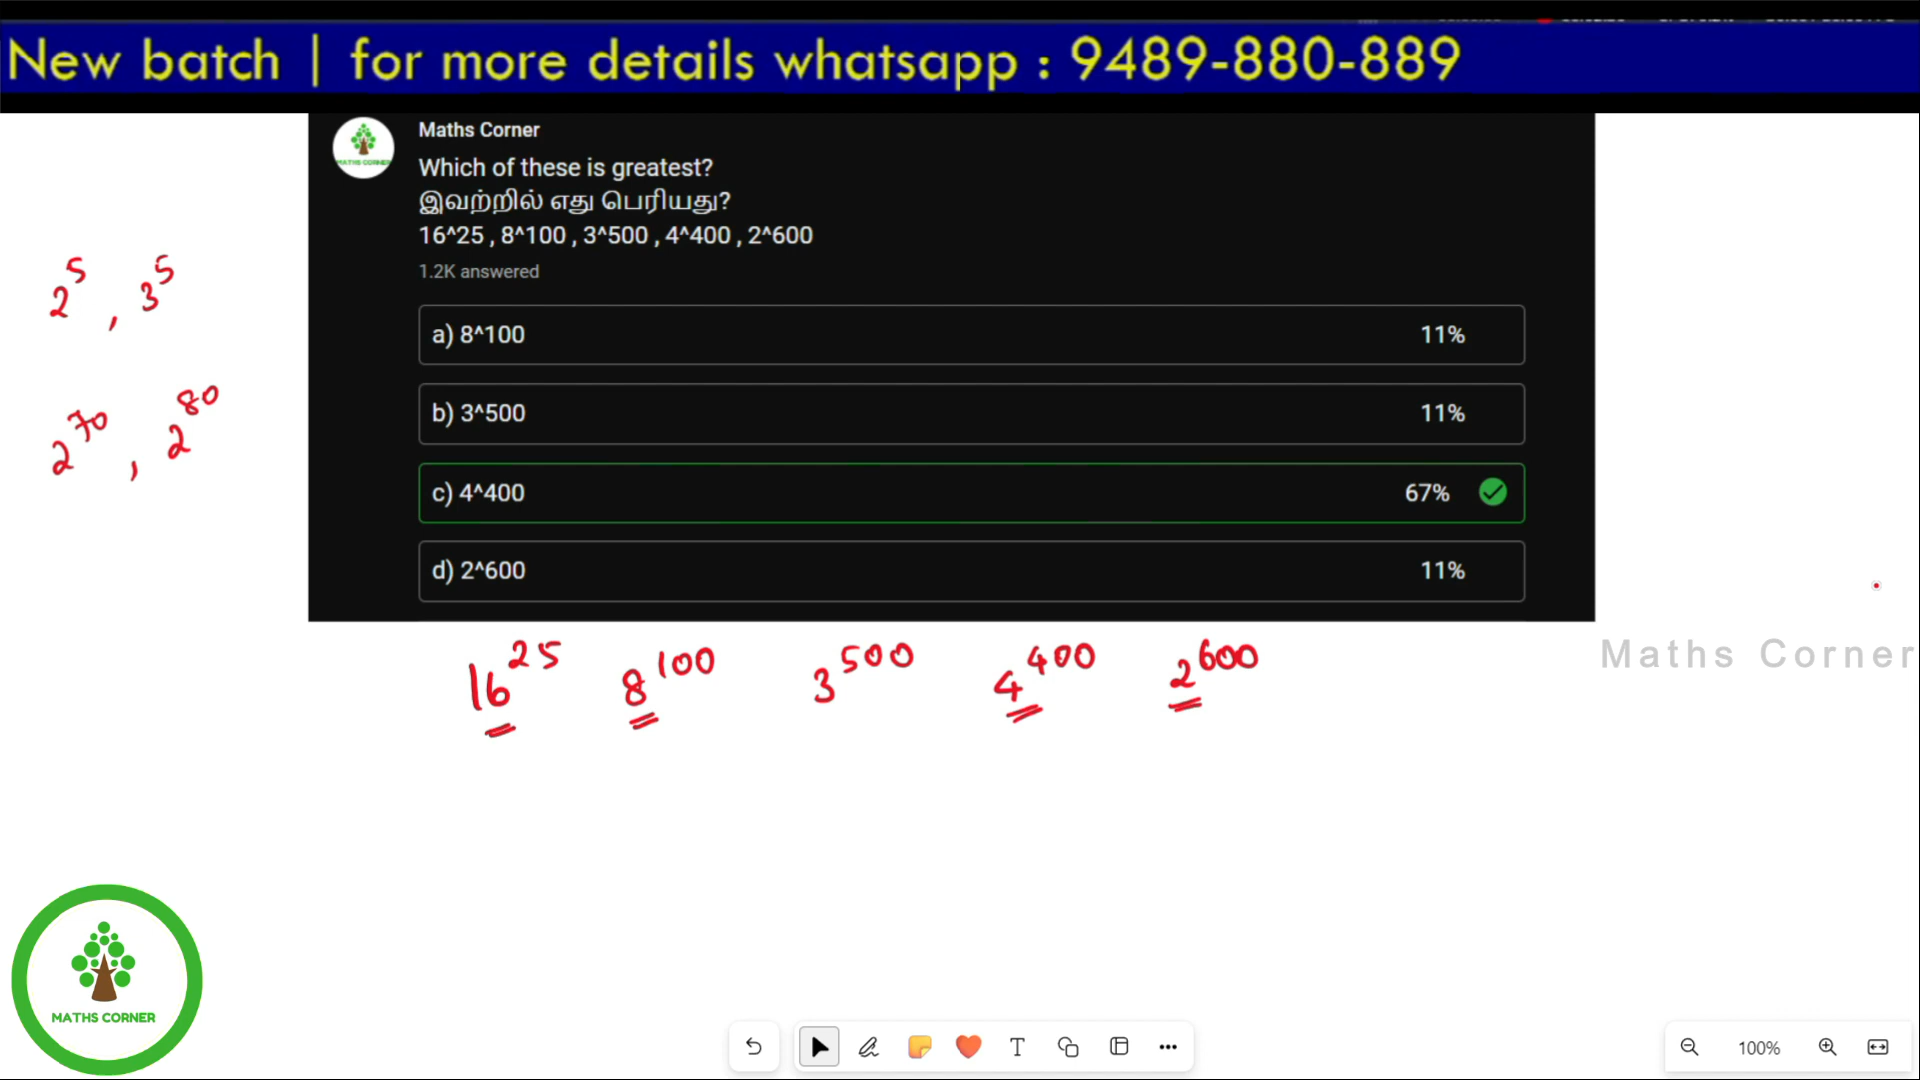 New batch | for more details whatsapp : 9489-880-889
Maths Corner
MATHS CORNER
Which of these is greatest?
இவற்றில் எது பெரியது?
16^25 , 8^100 , 3^500 , 4^400 , 2^600
1.2K answered
a) 8^100 11%
b) 3^500 11%
c) 4^400 67%
d) 2^600 11%
2^5 , 3^5
2^70 , 2^80
16^25 8^100 3^500 4^400 2^600
Maths Corner
MATHS CORNER
T
100%